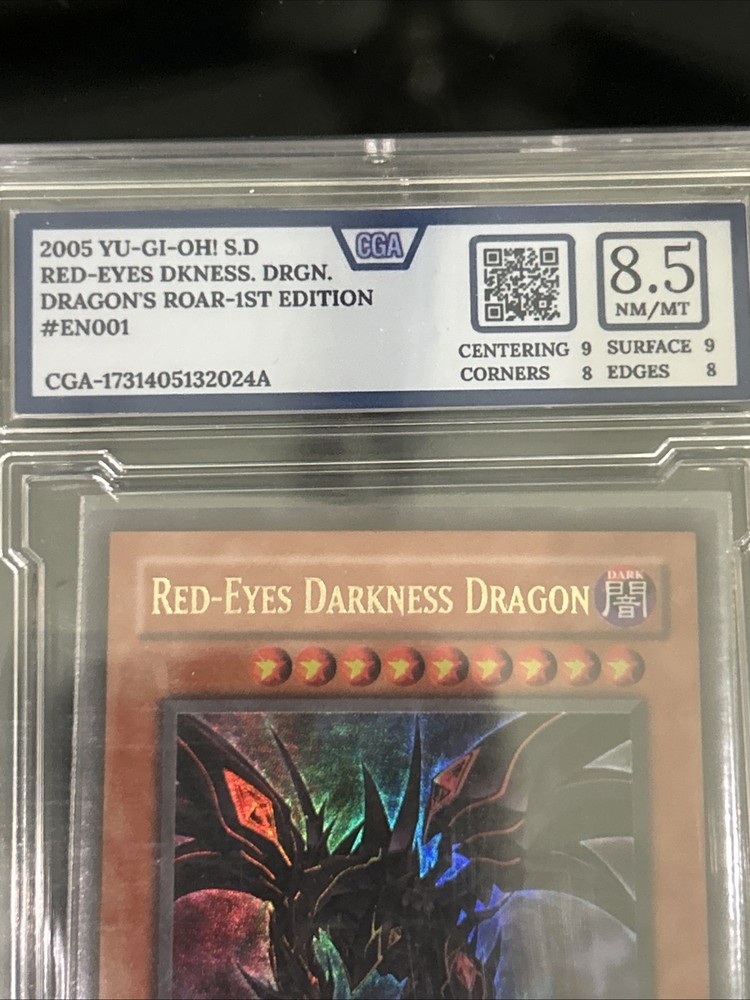 2005 YU-GI-OH! S.D
RED-EYES DKNESS. DRGN.
DRAGON'S ROAR-1ST EDITION
#EN001
CGA-1731405132024A
CGA
8.5
NM/MT
CENTERING 9 SURFACE 9
CORNERS 8 EDGES 8
RED-EYES DARKNESS DRAGON
DARK
闇